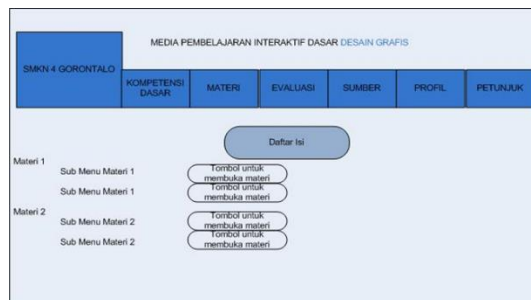 MEDIA PEMBELAJARAN INTERAKTIF DASAR DESAIN GRAFIS
SMKN 4 GORONTALO
KOMPETENSI
DASAR
MATERI
EVALUASI
SUMBER
PROFIL
PETUNJUK
Daftar Isi
Materi 1
Sub Menu Materi 1
Tombol untuk
membuka materi
Sub Menu Materi 1
Tombol untuk
membuka materi
Materi 2
Sub Menu Materi 2
Tombol untuk
membuka materi
Sub Menu Materi 2
Tombol untuk
membuka materi